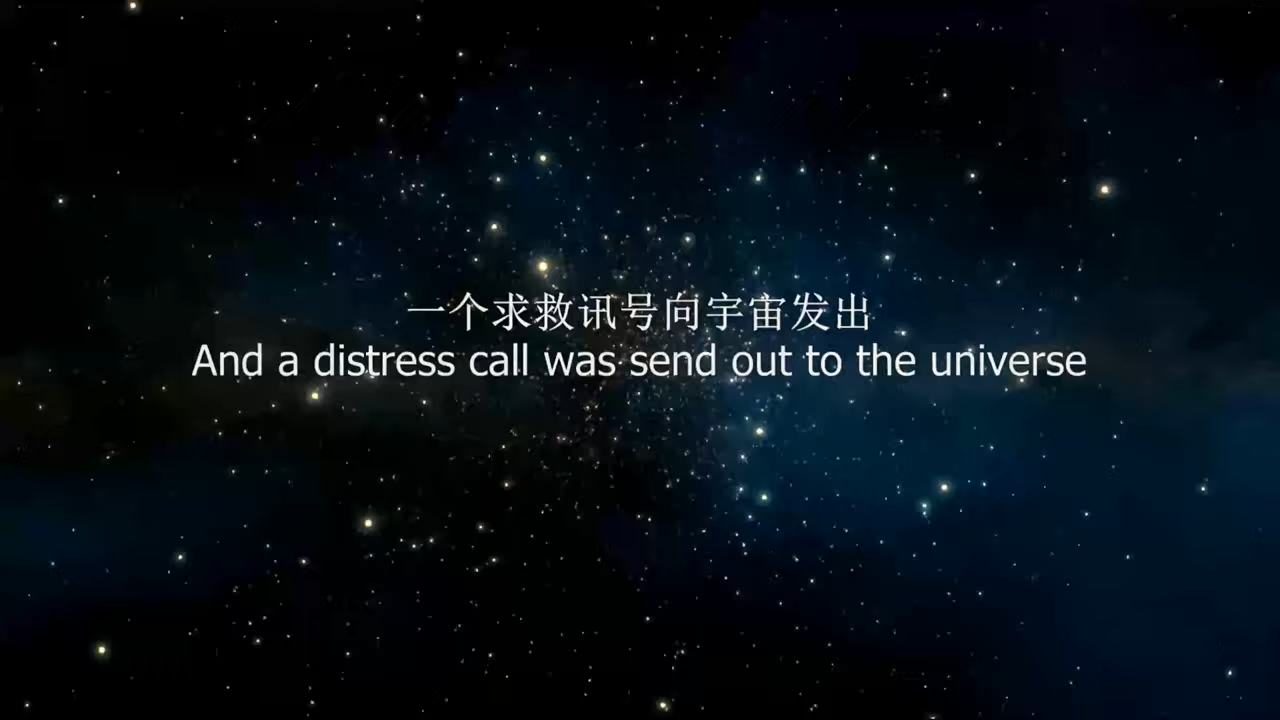 一个求救讯号向宇宙发出
And a distress call was send out to the universe